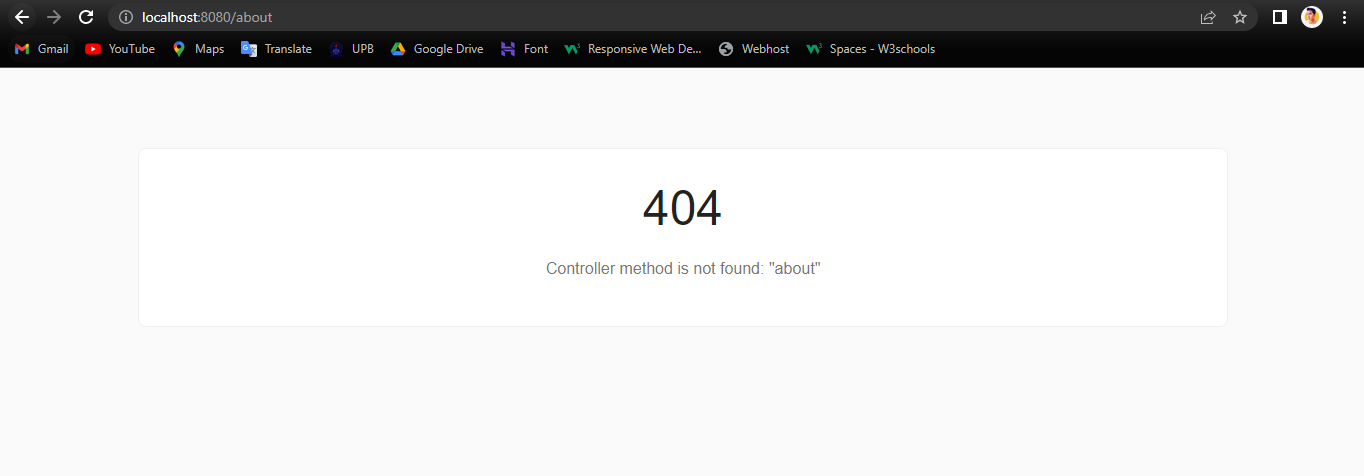 localhost:8080/about
Gmail YouTube Maps Translate UPB Google Drive Font Responsive Web De... Webhost Spaces - W3schools
404
Controller method is not found: "about"